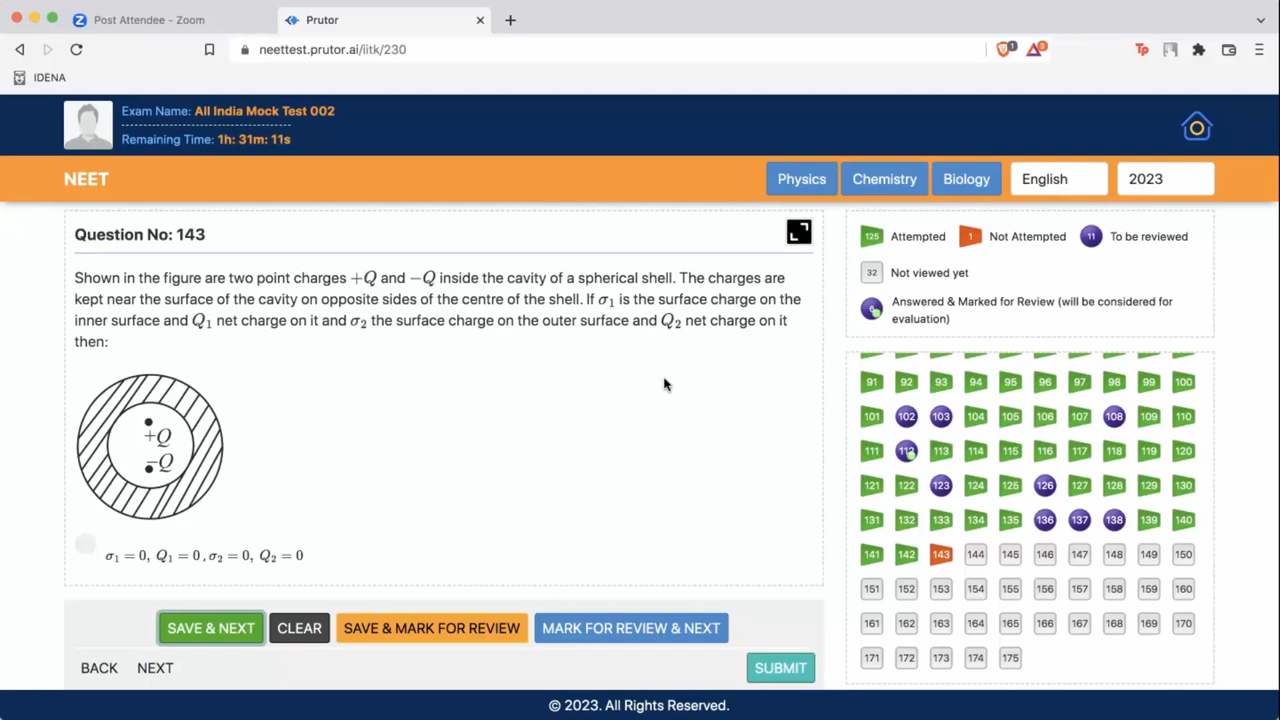 Post Attendee - Zoom
Prutor
neettest.prutor.ai/iitk/230
1
3
Tp
IDENA
Exam Name: All India Mock Test 002
Remaining Time: 1h: 31m: 11s
NEET
Physics
Chemistry
Biology
English
2023
Question No: 143
Shown in the figure are two point charges +Q and −Q inside the cavity of a spherical shell. The charges are
kept near the surface of the cavity on opposite sides of the centre of the shell. If σ₁ is the surface charge on the
inner surface and Q₁ net charge on it and σ₂ the surface charge on the outer surface and Q₂ net charge on it
then:
+Q
−Q
σ₁ = 0, Q₁ = 0 , σ₂ = 0, Q₂ = 0
SAVE & NEXT
CLEAR
SAVE & MARK FOR REVIEW
MARK FOR REVIEW & NEXT
BACK
NEXT
SUBMIT
125 Attempted
1 Not Attempted
11 To be reviewed
32 Not viewed yet
Answered & Marked for Review (will be considered for
evaluation)
91 92 93 94 95 96 97 98 99 100
101 102 103 104 105 106 107 108 109 110
111 112 113 114 115 116 117 118 119 120
121 122 123 124 125 126 127 128 129 130
131 132 133 134 135 136 137 138 139 140
141 142 143 144 145 146 147 148 149 150
151 152 153 154 155 156 157 158 159 160
161 162 163 164 165 166 167 168 169 170
171 172 173 174 175
© 2023. All Rights Reserved.